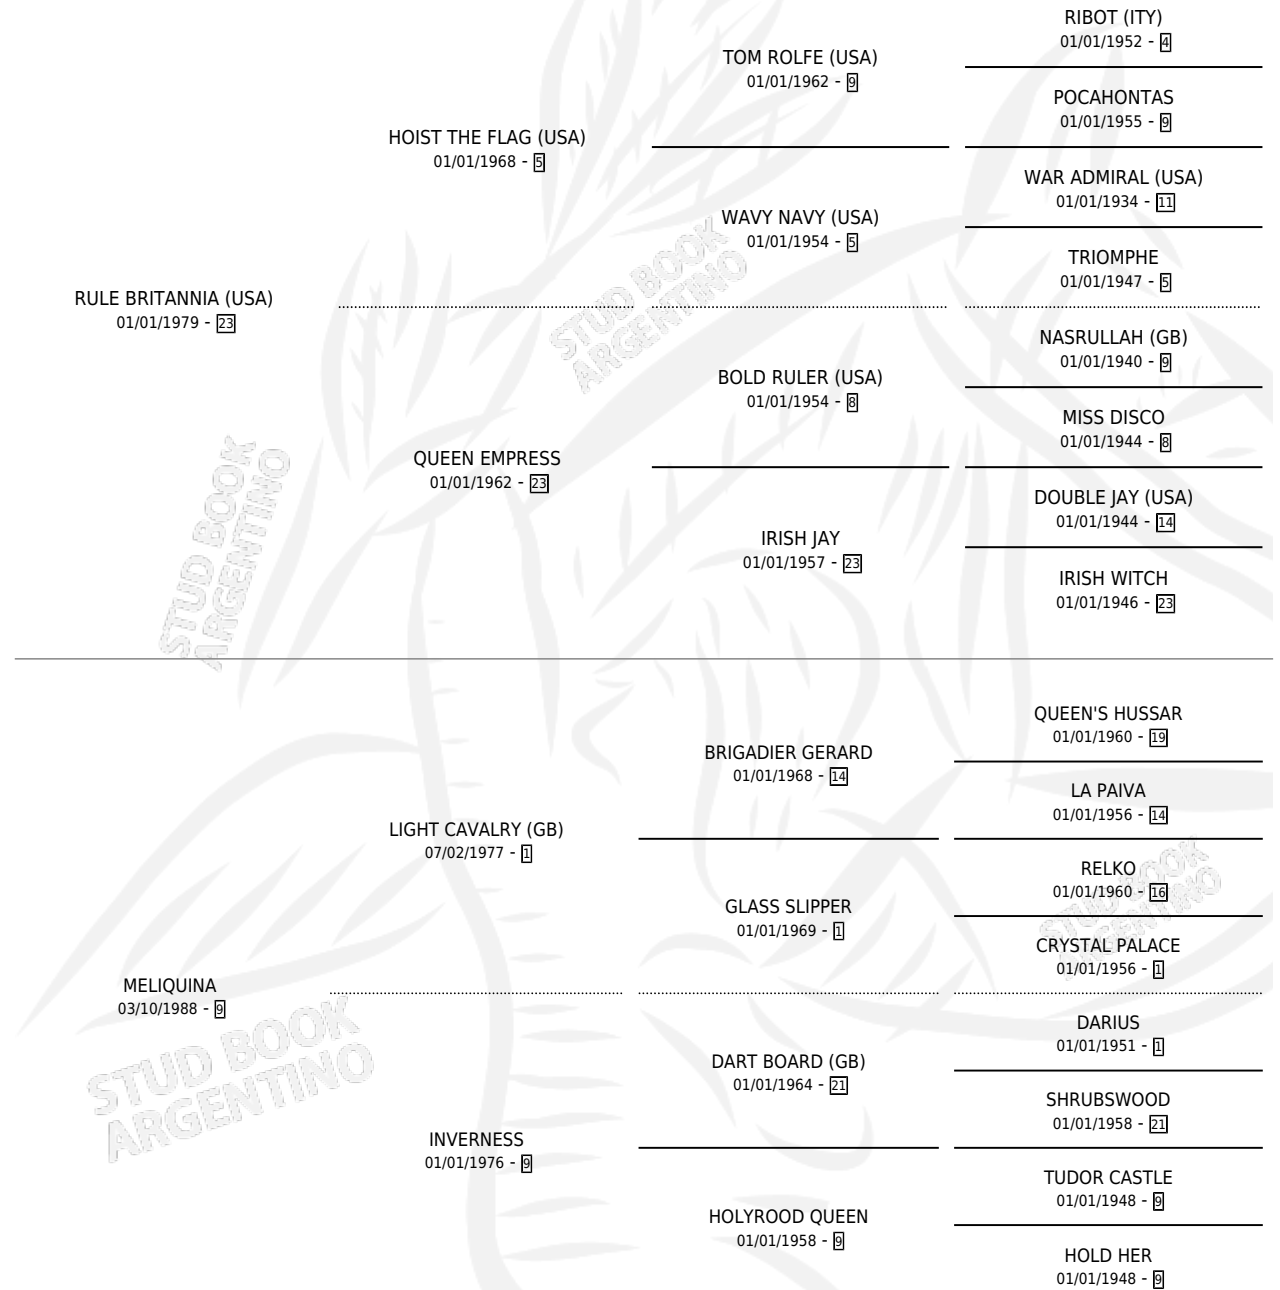 RULE BRITANNIA (USA)
01/01/1979 - 23
HOIST THE FLAG (USA)
01/01/1968 - 5
QUEEN EMPRESS
01/01/1962 - 23
TOM ROLFE (USA)
01/01/1962 - 9
WAVY NAVY (USA)
01/01/1954 - 5
BOLD RULER (USA)
01/01/1954 - 8
IRISH JAY
01/01/1957 - 23
RIBOT (ITY)
01/01/1952 - 4
POCAHONTAS
01/01/1955 - 9
WAR ADMIRAL (USA)
01/01/1934 - 11
TRIOMPHE
01/01/1947 - 5
NASRULLAH (GB)
01/01/1940 - 9
MISS DISCO
01/01/1944 - 8
DOUBLE JAY (USA)
01/01/1944 - 14
IRISH WITCH
01/01/1946 - 23
STUD BOOK
ARGENTINO
STUD BOOK
ARGENTINO
MELIQUINA
03/10/1988 - 9
LIGHT CAVALRY (GB)
07/02/1977 - 1
INVERNESS
01/01/1976 - 9
BRIGADIER GERARD
01/01/1968 - 14
GLASS SLIPPER
01/01/1969 - 1
DART BOARD (GB)
01/01/1964 - 21
HOLYROOD QUEEN
01/01/1958 - 9
QUEEN'S HUSSAR
01/01/1960 - 19
LA PAIVA
01/01/1956 - 14
RELKO
01/01/1960 - 16
CRYSTAL PALACE
01/01/1956 - 1
DARIUS
01/01/1951 - 1
SHRUBSWOOD
01/01/1958 - 21
TUDOR CASTLE
01/01/1948 - 9
HOLD HER
01/01/1948 - 9
STUD BOOK
ARGENTINO
STUD BOOK
ARGENTINO